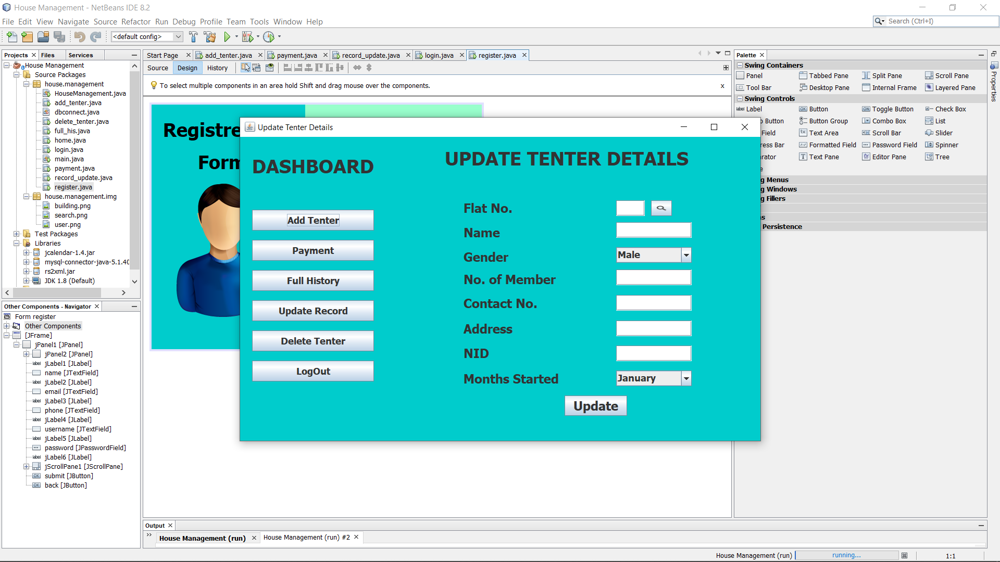 House Management - NetBeans IDE 8.2
File Edit View Navigate Source Refactor Run Debug Profile Team Tools Window Help
Search (Ctrl+I)
<default config>
Projects Files Services
House Management
Source Packages
house.management
HouseManagement.java
add_tenter.java
dbconnect.java
delete_tenter.java
full_his.java
home.java
login.java
main.java
payment.java
record_update.java
register.java
house.management.img
building.png
search.png
user.png
Test Packages
Libraries
jcalendar-1.4.jar
mysql-connector-java-5.1.40
rs2xml.jar
JDK 1.8 (Default)
Other Components - Navigator
Form register
Other Components
[JFrame]
jPanel1 [JPanel]
jPanel2 [JPanel]
jLabel1 [JLabel]
name [JTextField]
jLabel2 [JLabel]
email [JTextField]
jLabel3 [JLabel]
phone [JTextField]
jLabel4 [JLabel]
username [JTextField]
jLabel5 [JLabel]
password [JPasswordField]
jLabel6 [JLabel]
jScrollPane1 [JScrollPane]
submit [JButton]
back [JButton]
Start Page add_tenter.java payment.java record_update.java login.java register.java
Source Design History
To select multiple components in an area hold Shift and drag mouse over the components.
x
Registre
Form
Update Tenter Details
DASHBOARD
Add Tenter
Payment
Full History
Update Record
Delete Tenter
LogOut
UPDATE TENTER DETAILS
Flat No.
Name
Gender Male
No. of Member
Contact No.
Address
NID
Months Started January
Update
Palette
Swing Containers
Panel Tabbed Pane Split Pane Scroll Pane
Tool Bar Desktop Pane Internal Frame Layered Pane
Swing Controls
Label Button Toggle Button Check Box
o Button Button Group Combo Box List
Field Text Area Scroll Bar Slider
ress Bar Formatted Field Password Field Spinner
rator Text Pane Editor Pane Tree
e
g Menus
g Windows
g Fillers
s
Persistence
Properties
Output
House Management (run) House Management (run) #2
House Management (run) running... 1:1